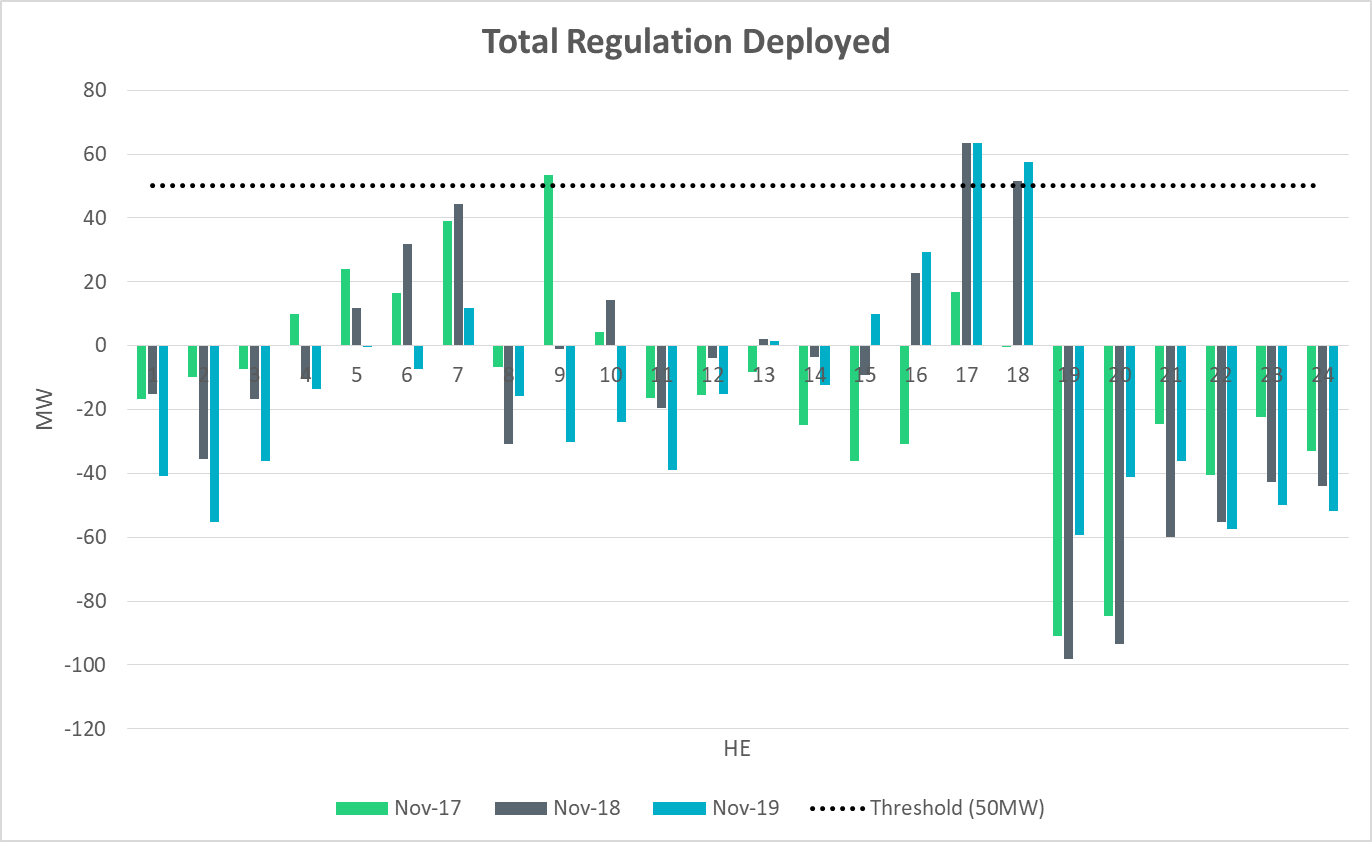 Total Regulation Deployed
80
60
40
20
0
-20
-40
-60
-80
-100
-120
MW
1 2 3 4 5 6 7 8 9 10 11 12 13 14 15 16 17 18 19 20 21 22 23 24
HE
Nov-17 Nov-18 Nov-19 Threshold (50MW)